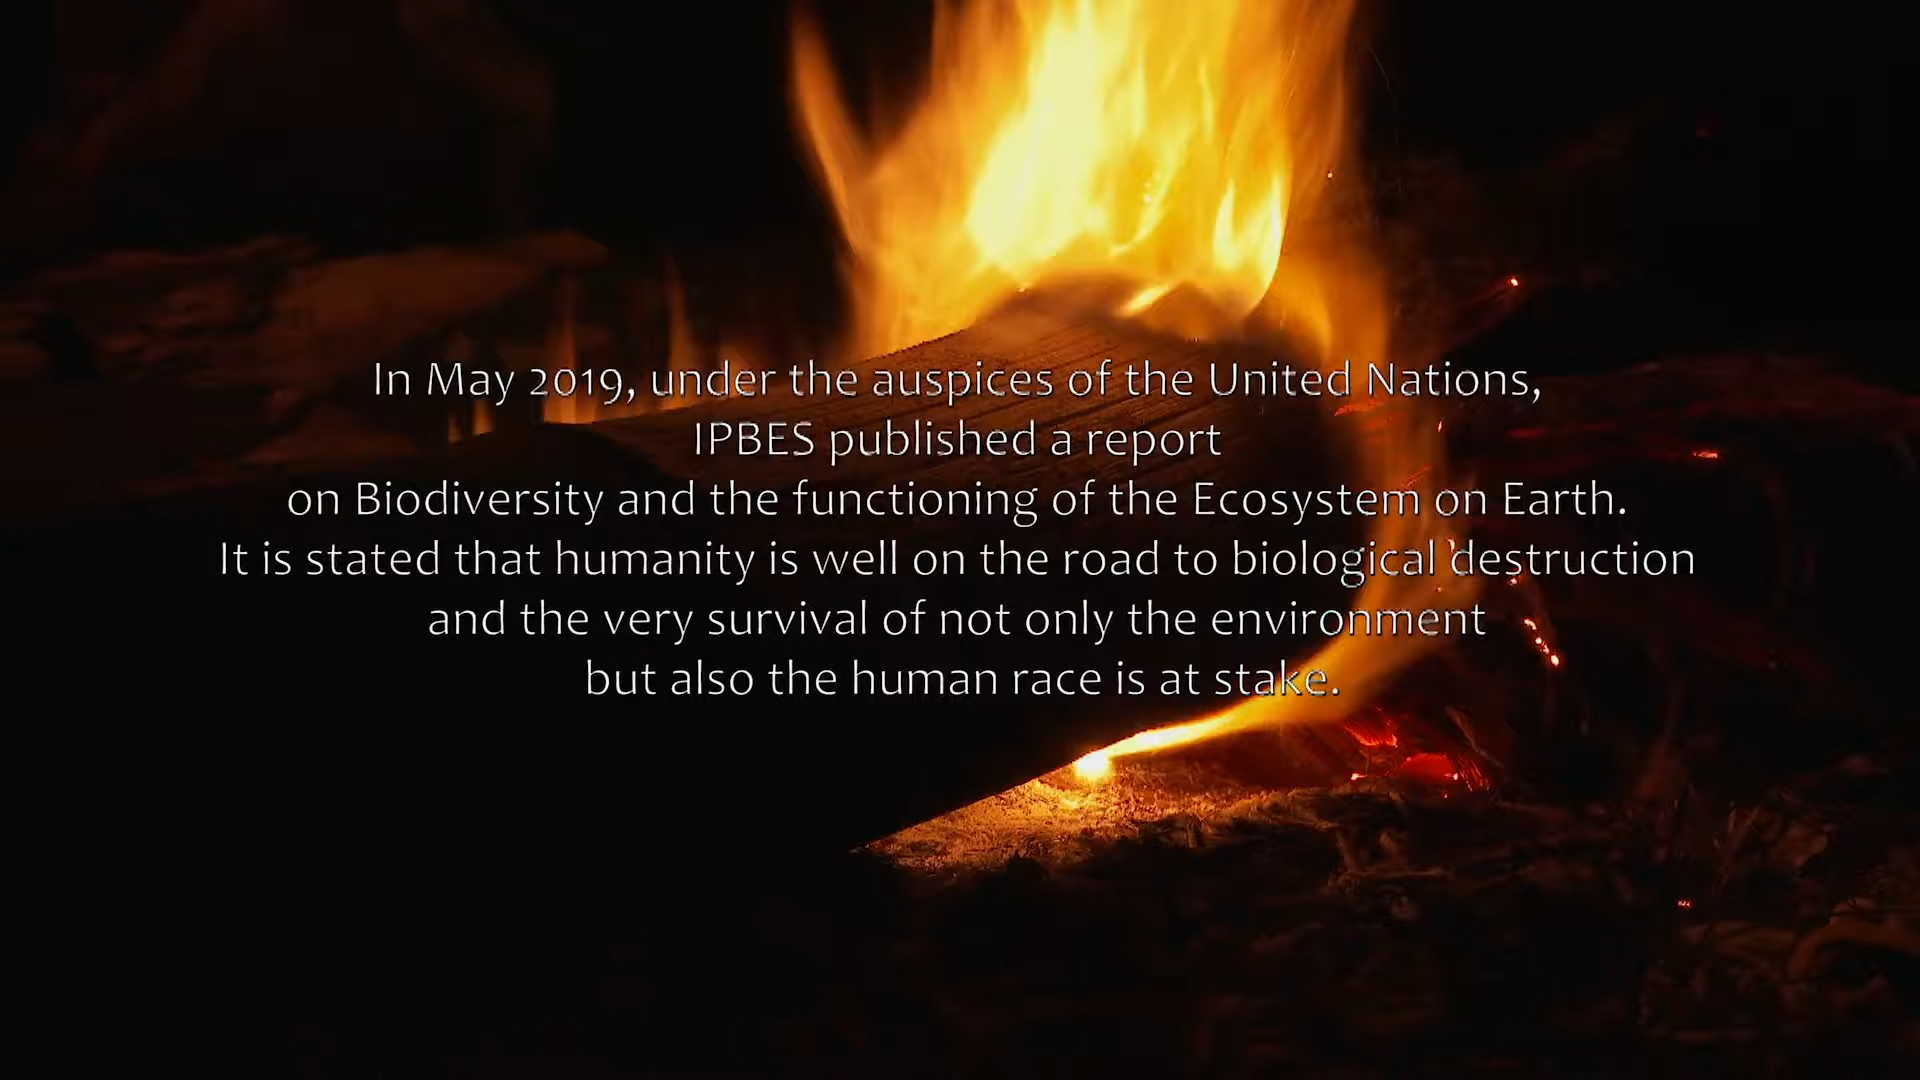 In May 2019, under the auspices of the United Nations,
IPBES published a report
on Biodiversity and the functioning of the Ecosystem on Earth.
It is stated that humanity is well on the road to biological destruction
and the very survival of not only the environment
but also the human race is at stake.